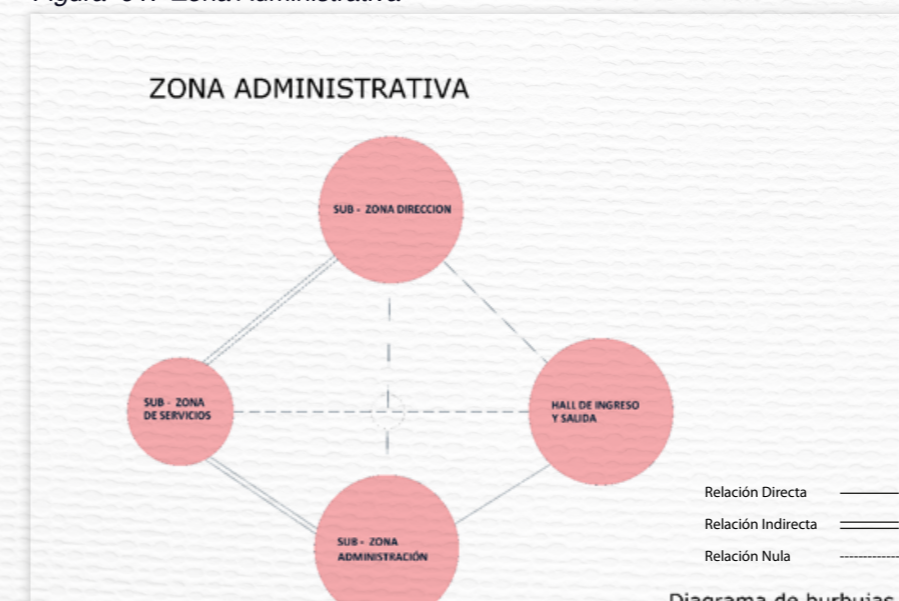 ZONA ADMINISTRATIVA
SUB - ZONA DIRECCION
SUB - ZONA
DE SERVICIOS
HALL DE INGRESO
Y SALIDA
SUB - ZONA
ADMINISTRACIÓN
Relación Directa
Relación Indirecta
Relación Nula